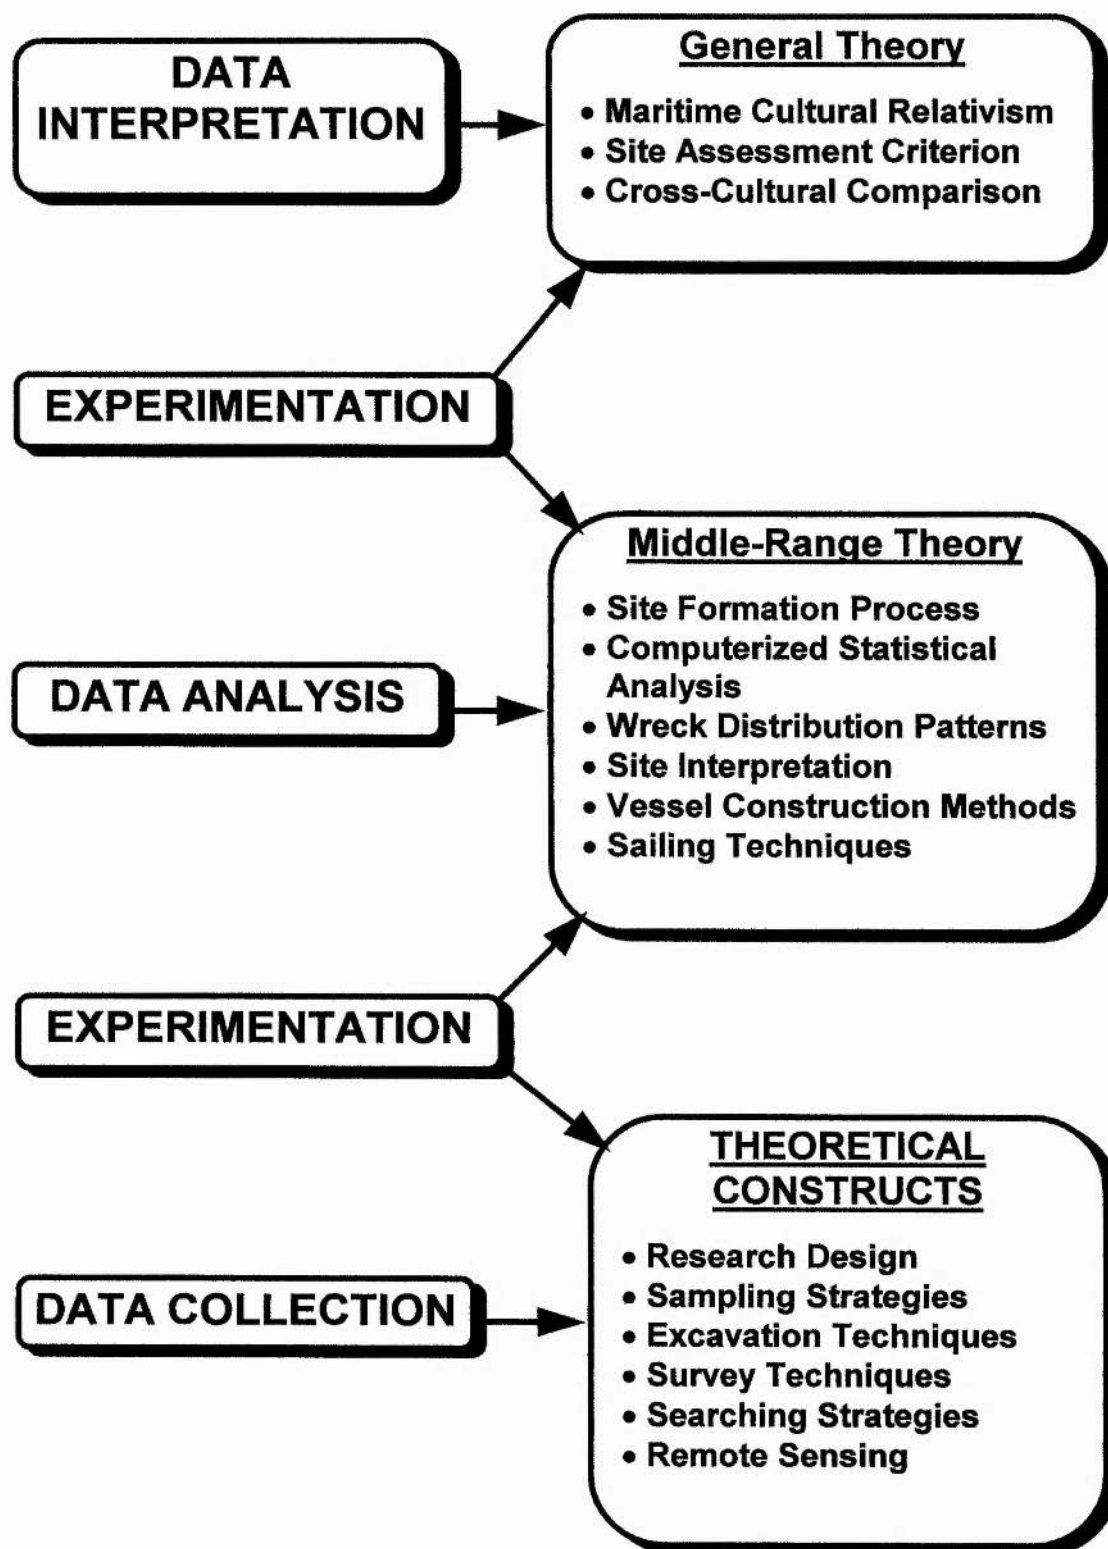 DATA
INTERPRETATION
General Theory
• Maritime Cultural Relativism
• Site Assessment Criterion
• Cross-Cultural Comparison
EXPERIMENTATION
Middle-Range Theory
• Site Formation Process
• Computerized Statistical
Analysis
• Wreck Distribution Patterns
• Site Interpretation
• Vessel Construction Methods
• Sailing Techniques
DATA ANALYSIS
EXPERIMENTATION
THEORETICAL
CONSTRUCTS
• Research Design
• Sampling Strategies
• Excavation Techniques
• Survey Techniques
• Searching Strategies
• Remote Sensing
DATA COLLECTION